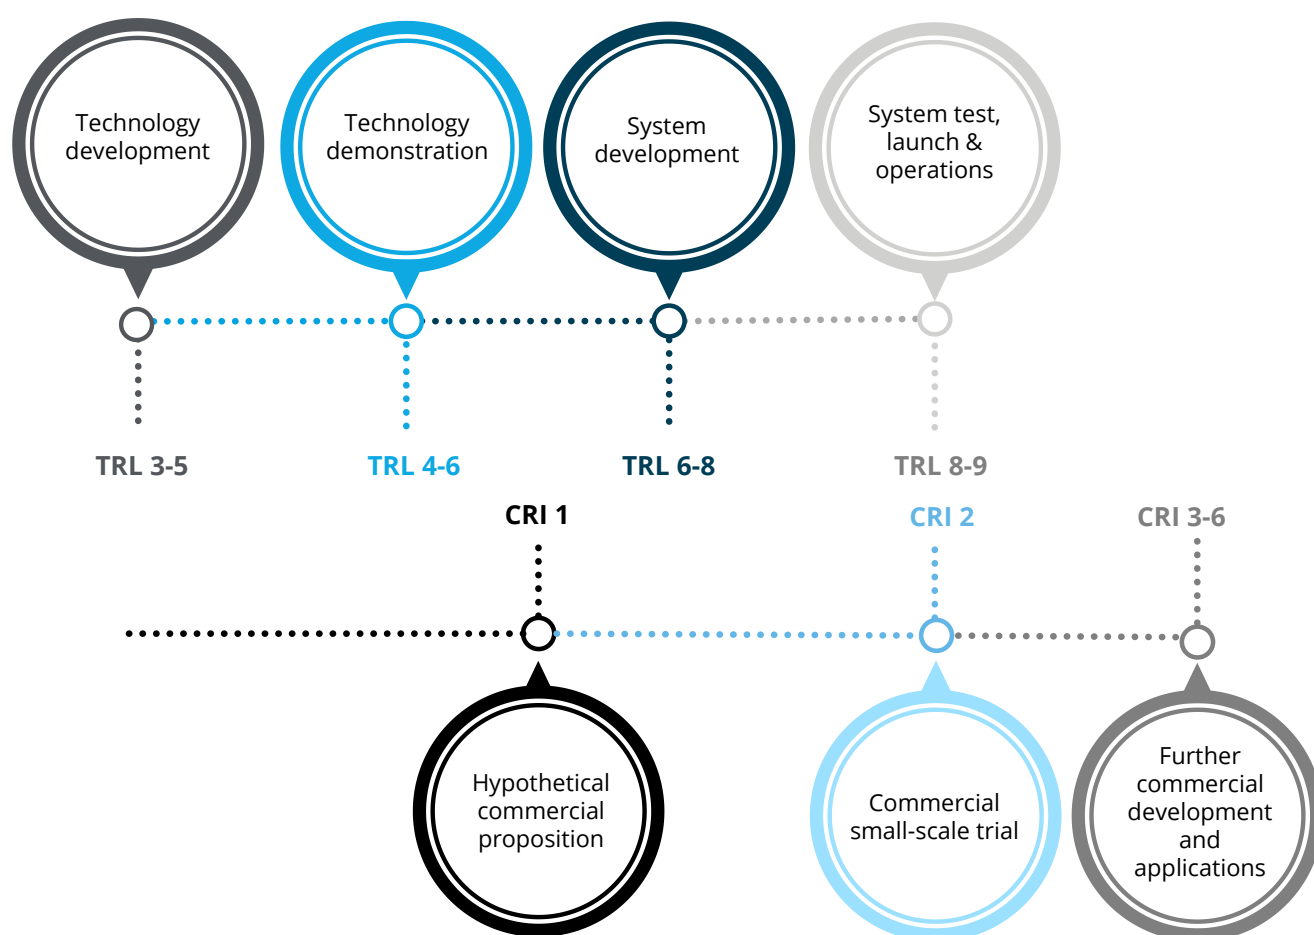 Technology
development
Technology
demonstration
System
development
System test,
launch &
operations
TRL 3-5
TRL 4-6
TRL 6-8
TRL 8-9
CRI 1
CRI 2
CRI 3-6
Hypothetical
commercial
proposition
Commercial
small-scale trial
Further
commercial
development
and
applications